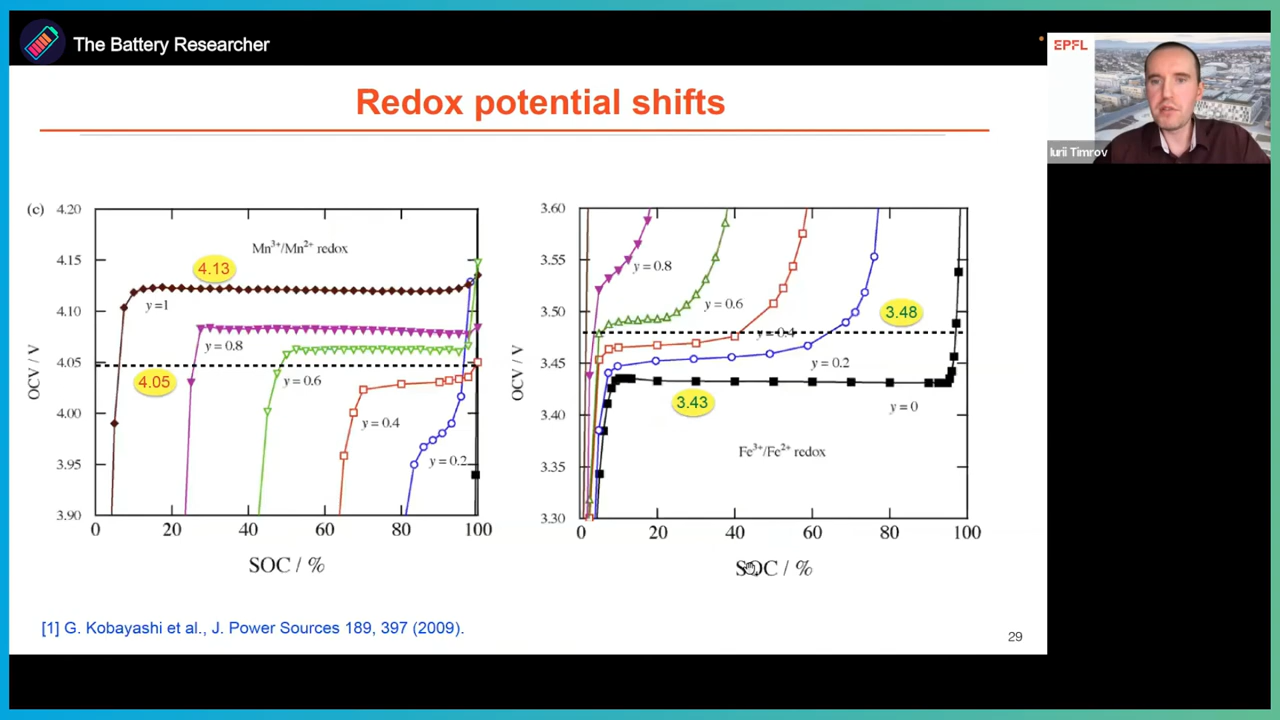 The Battery Researcher
EPFL
Iurii Timrov
Redox potential shifts
(c)
4.20
4.15
4.10
4.05
4.00
3.95
3.90
OCV / V
Mn3+/Mn2+ redox
4.13
y=1
y = 0.8
4.05
y = 0.6
y = 0.4
y = 0.2
0 20 40 60 80 100
SOC / %
3.60
3.55
3.50
3.45
3.40
3.35
3.30
OCV / V
y = 0.8
y = 0.6
3.48
y = 0.4
y = 0.2
3.43
y = 0
Fe3+/Fe2+ redox
0 20 40 60 80 100
SOC / %
[1] G. Kobayashi et al., J. Power Sources 189, 397 (2009).
29